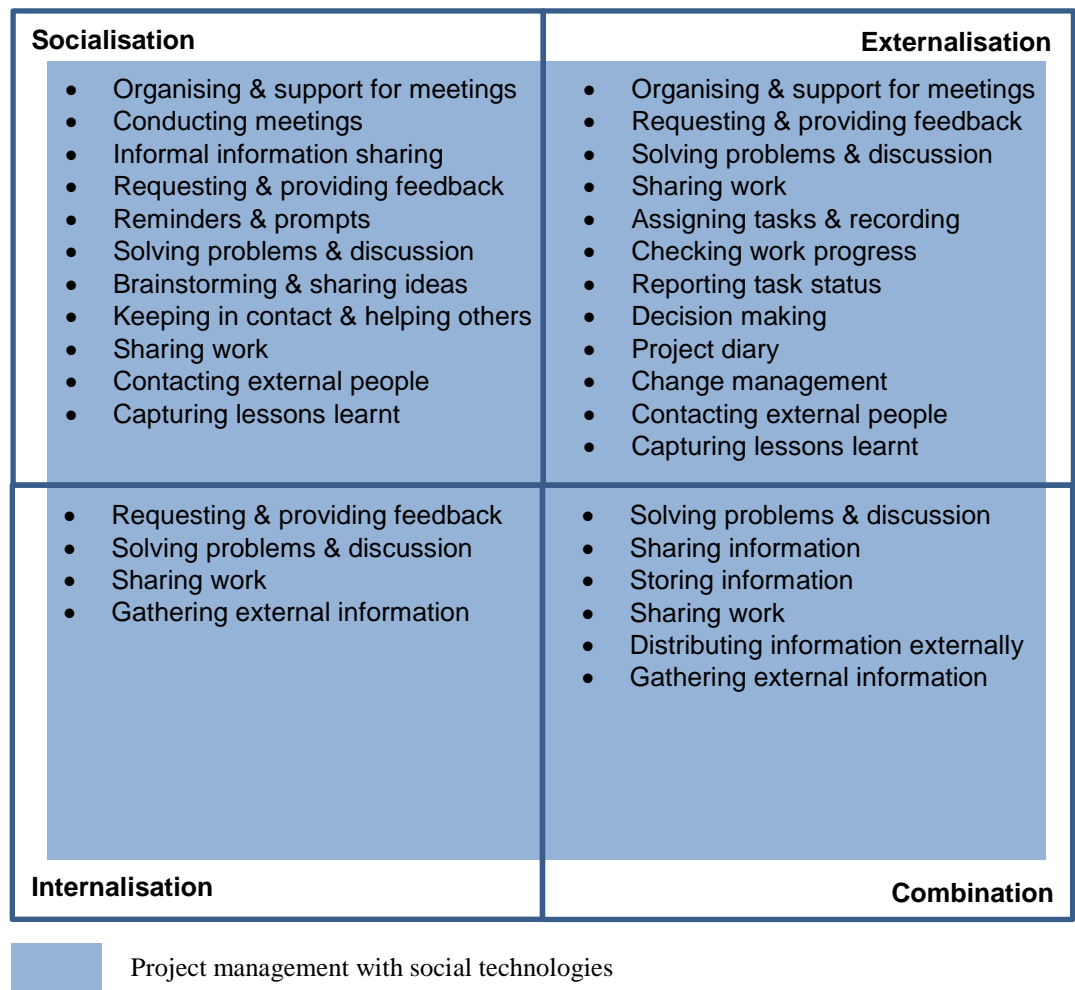 Socialisation
• Organising & support for meetings
• Conducting meetings
• Informal information sharing
• Requesting & providing feedback
• Reminders & prompts
• Solving problems & discussion
• Brainstorming & sharing ideas
• Keeping in contact & helping others
• Sharing work
• Contacting external people
• Capturing lessons learnt
Externalisation
• Organising & support for meetings
• Requesting & providing feedback
• Solving problems & discussion
• Sharing work
• Assigning tasks & recording
• Checking work progress
• Reporting task status
• Decision making
• Project diary
• Change management
• Contacting external people
• Capturing lessons learnt
• Requesting & providing feedback
• Solving problems & discussion
• Sharing work
• Gathering external information
Internalisation
• Solving problems & discussion
• Sharing information
• Storing information
• Sharing work
• Distributing information externally
• Gathering external information
Combination
Project management with social technologies